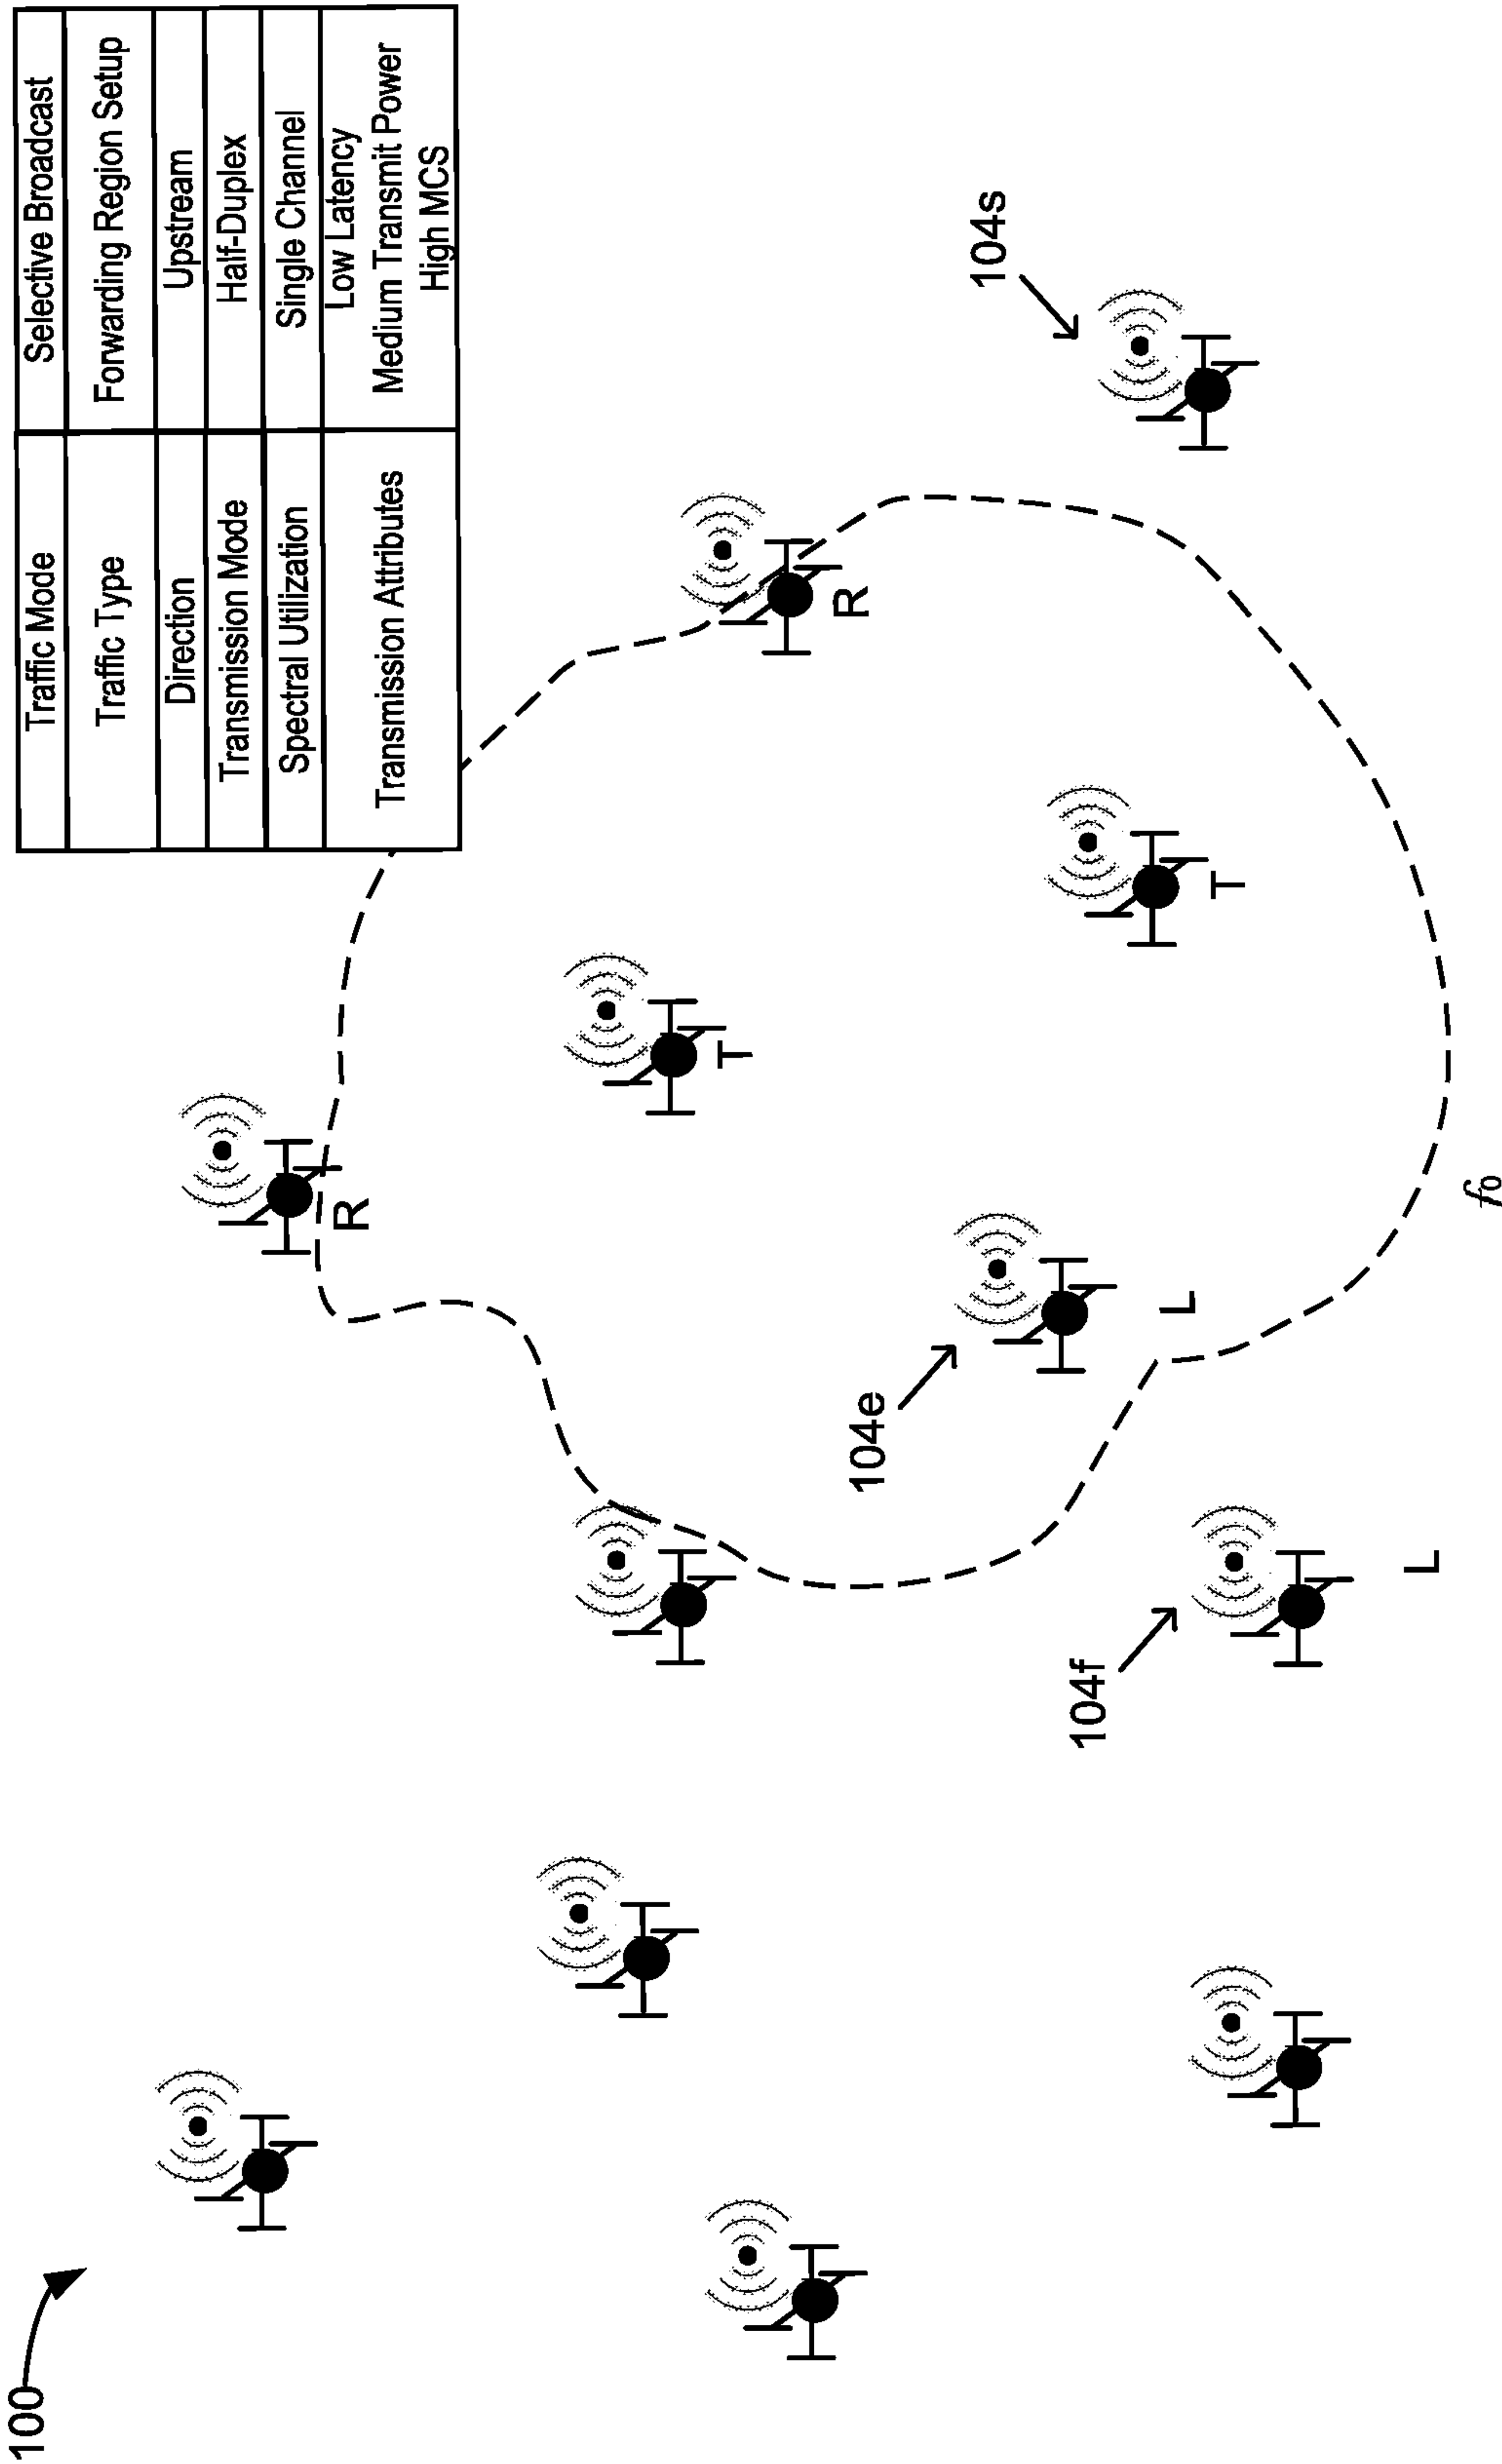 100
Traffic Mode Selective Broadcast
Traffic Type Forwarding Region Setup
Direction Upstream
Transmission Mode Half-Duplex
Spectral Utilization Single Channel
Transmission Attributes Low Latency
Medium Transmit Power
High MCS
R
T
R
104e
104s
104f
L
T
L
f₀